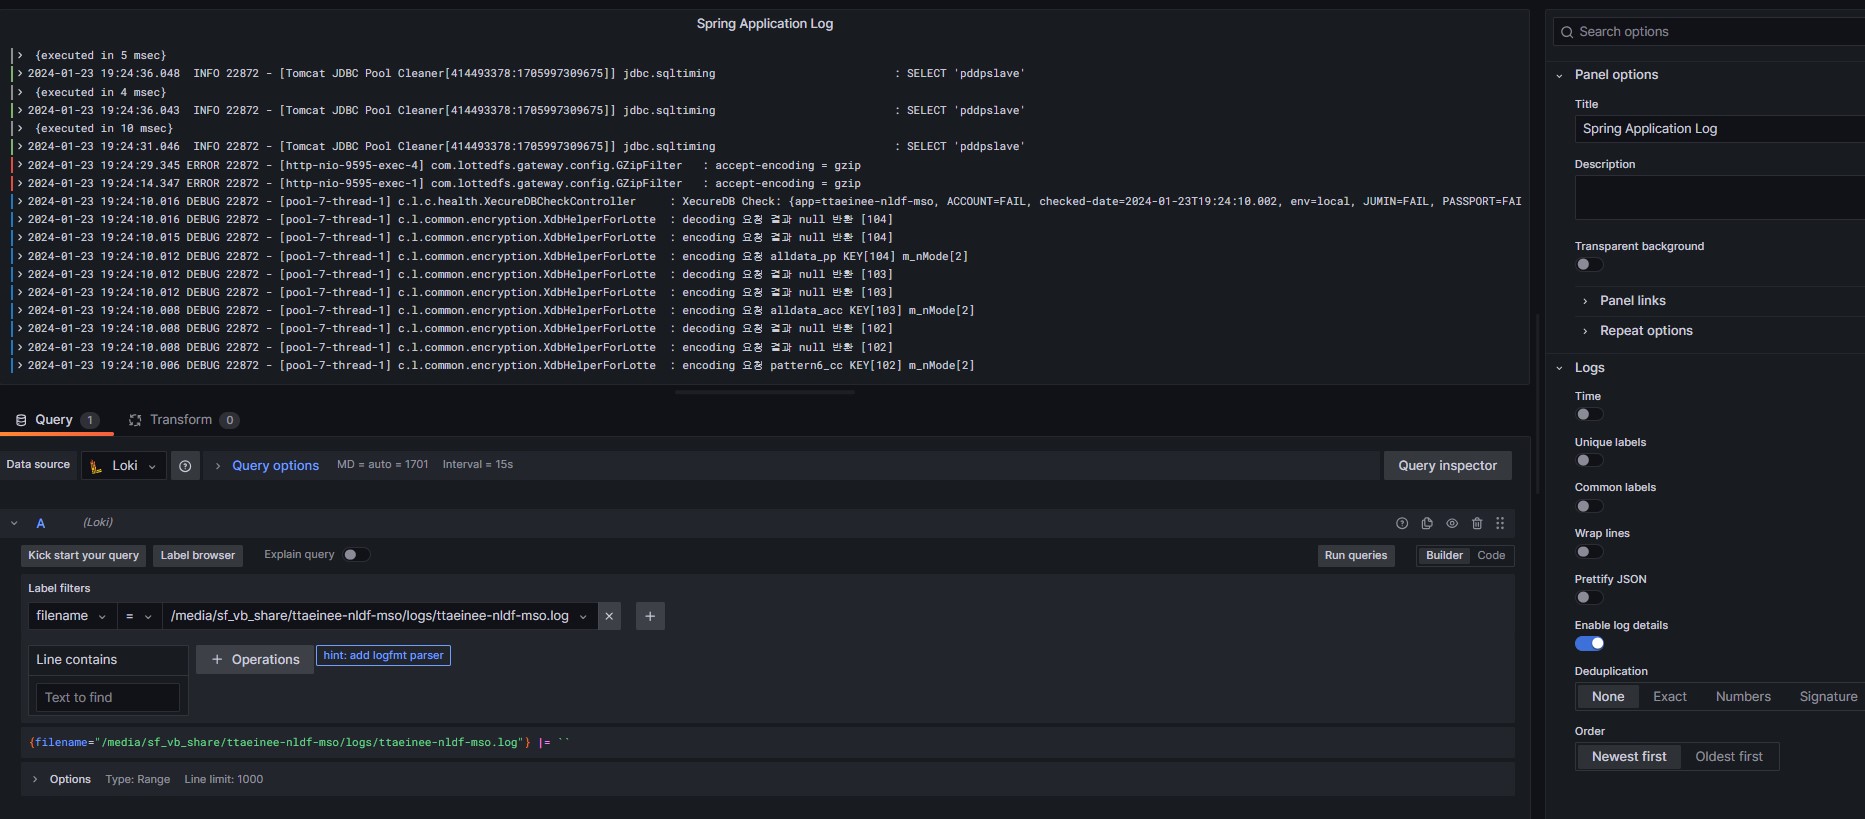 Spring Application Log
{executed in 5 msec}
2024-01-23 19:24:36.048  INFO 22872 - [Tomcat JDBC Pool Cleaner[414493378:1705997309675]] jdbc.sqltiming : SELECT 'pddpslave'
{executed in 4 msec}
2024-01-23 19:24:36.043  INFO 22872 - [Tomcat JDBC Pool Cleaner[414493378:1705997309675]] jdbc.sqltiming : SELECT 'pddpslave'
{executed in 10 msec}
2024-01-23 19:24:31.046  INFO 22872 - [Tomcat JDBC Pool Cleaner[414493378:1705997309675]] jdbc.sqltiming : SELECT 'pddpslave'
2024-01-23 19:24:29.345 ERROR 22872 - [http-nio-9595-exec-4] com.lottedfs.gateway.config.GZipFilter : accept-encoding = gzip
2024-01-23 19:24:14.347 ERROR 22872 - [http-nio-9595-exec-1] com.lottedfs.gateway.config.GZipFilter : accept-encoding = gzip
2024-01-23 19:24:10.016 DEBUG 22872 - [pool-7-thread-1] c.l.c.health.XecureDBCheckController : XecureDB Check: {app=ttaeinee-nldf-mso, ACCOUNT=FAIL, checked-date=2024-01-23T19:24:10.002, env=local, JUMIN=FAIL, PASSPORT=FAI
2024-01-23 19:24:10.016 DEBUG 22872 - [pool-7-thread-1] c.l.common.encryption.XdbHelperForLotte : decoding 요청 결과 null 반환 [104]
2024-01-23 19:24:10.015 DEBUG 22872 - [pool-7-thread-1] c.l.common.encryption.XdbHelperForLotte : encoding 요청 결과 null 반환 [104]
2024-01-23 19:24:10.012 DEBUG 22872 - [pool-7-thread-1] c.l.common.encryption.XdbHelperForLotte : encoding 요청 alldata_pp KEY[104] m_nMode[2]
2024-01-23 19:24:10.012 DEBUG 22872 - [pool-7-thread-1] c.l.common.encryption.XdbHelperForLotte : decoding 요청 결과 null 반환 [103]
2024-01-23 19:24:10.012 DEBUG 22872 - [pool-7-thread-1] c.l.common.encryption.XdbHelperForLotte : encoding 요청 결과 null 반환 [103]
2024-01-23 19:24:10.008 DEBUG 22872 - [pool-7-thread-1] c.l.common.encryption.XdbHelperForLotte : encoding 요청 alldata_acc KEY[103] m_nMode[2]
2024-01-23 19:24:10.008 DEBUG 22872 - [pool-7-thread-1] c.l.common.encryption.XdbHelperForLotte : decoding 요청 결과 null 반환 [102]
2024-01-23 19:24:10.008 DEBUG 22872 - [pool-7-thread-1] c.l.common.encryption.XdbHelperForLotte : encoding 요청 결과 null 반환 [102]
2024-01-23 19:24:10.006 DEBUG 22872 - [pool-7-thread-1] c.l.common.encryption.XdbHelperForLotte : encoding 요청 pattern6_cc KEY[102] m_nMode[2]
Query 1 Transform 0
Data source Loki Query options MD = auto = 1701 Interval = 15s Query inspector
A (Loki)
Kick start your query Label browser Explain query Run queries Builder Code
Label filters
filename = /media/sf_vb_share/ttaeinee-nldf-mso/logs/ttaeinee-nldf-mso.log
Line contains + Operations hint: add logfmt parser
Text to find
{filename="/media/sf_vb_share/ttaeinee-nldf-mso/logs/ttaeinee-nldf-mso.log"} |= ``
Options Type: Range Line limit: 1000
Search options
Panel options
Title
Spring Application Log
Description
Transparent background
Panel links
Repeat options
Logs
Time
Unique labels
Common labels
Wrap lines
Prettify JSON
Enable log details
Deduplication
None Exact Numbers Signature
Order
Newest first Oldest first